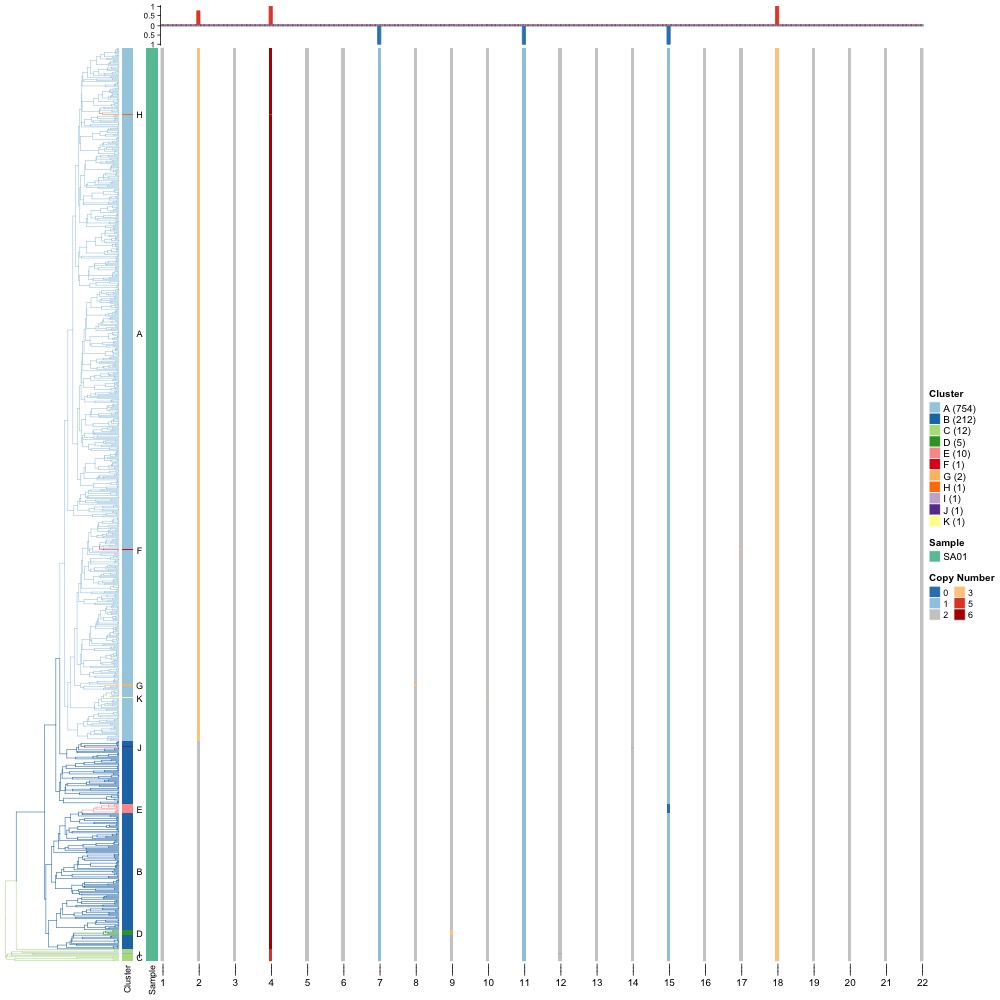 1
0.5
0
0.5
1
H
A
F
G
K
J
E
B
D
I
C
Cluster
A (754)
B (212)
C (12)
D (5)
E (10)
F (1)
G (2)
H (1)
I (1)
J (1)
K (1)
Sample
SA01
Copy Number
0 3
1 5
2 6
Cluster Sample 1 2 3 4 5 6 7 8 9 10 11 12 13 14 15 16 17 18 19 20 21 22